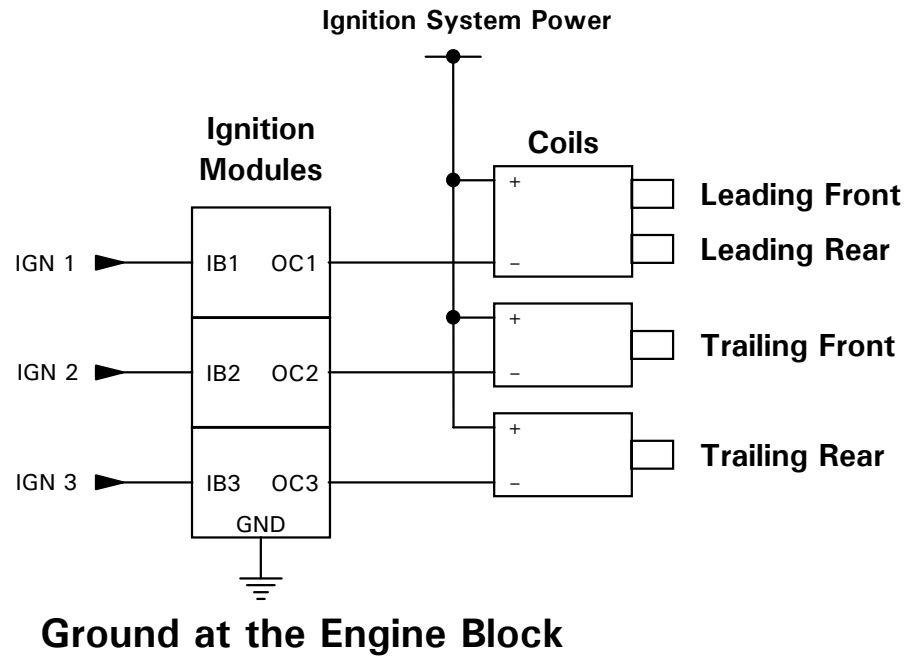 Ignition System Power
Ignition
Modules
Coils
+
Leading Front
Leading Rear
IGN 1
IB1 OC1
−
+
Trailing Front
IGN 2
IB2 OC2
−
+
Trailing Rear
IGN 3
IB3 OC3
−
GND
Ground at the Engine Block